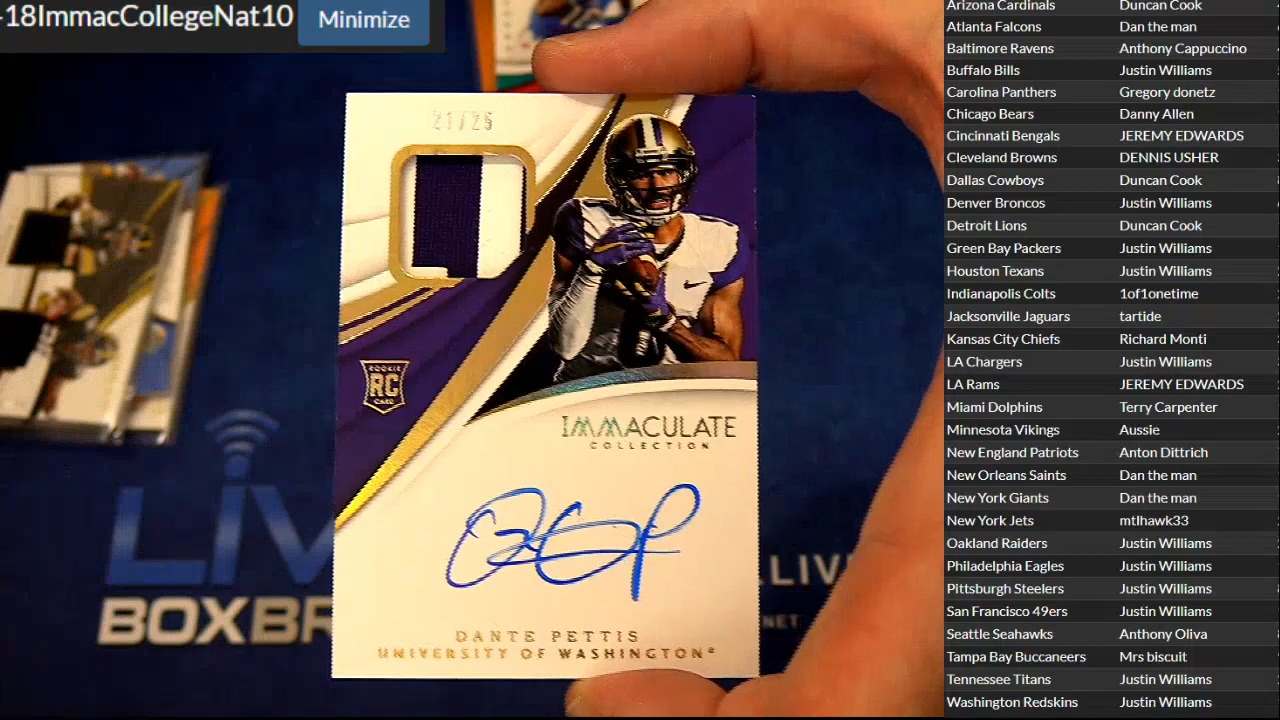 -18ImmacCollegeNat10
Minimize
21/25
ROOKIE
RC
CARD
IMMACULATE
COLLECTION
DANTE PETTIS
UNIVERSITY OF WASHINGTON®
LIV
BOXBR
.LIV
NET
Arizona Cardinals Duncan Cook
Atlanta Falcons Dan the man
Baltimore Ravens Anthony Cappuccino
Buffalo Bills Justin Williams
Carolina Panthers Gregory donetz
Chicago Bears Danny Allen
Cincinnati Bengals JEREMY EDWARDS
Cleveland Browns DENNIS USHER
Dallas Cowboys Duncan Cook
Denver Broncos Justin Williams
Detroit Lions Duncan Cook
Green Bay Packers Justin Williams
Houston Texans Justin Williams
Indianapolis Colts 1of1onetime
Jacksonville Jaguars tartide
Kansas City Chiefs Richard Monti
LA Chargers Justin Williams
LA Rams JEREMY EDWARDS
Miami Dolphins Terry Carpenter
Minnesota Vikings Aussie
New England Patriots Anton Dittrich
New Orleans Saints Dan the man
New York Giants Dan the man
New York Jets mtlhawk33
Oakland Raiders Justin Williams
Philadelphia Eagles Justin Williams
Pittsburgh Steelers Justin Williams
San Francisco 49ers Justin Williams
Seattle Seahawks Anthony Oliva
Tampa Bay Buccaneers Mrs biscuit
Tennessee Titans Justin Williams
Washington Redskins Justin Williams